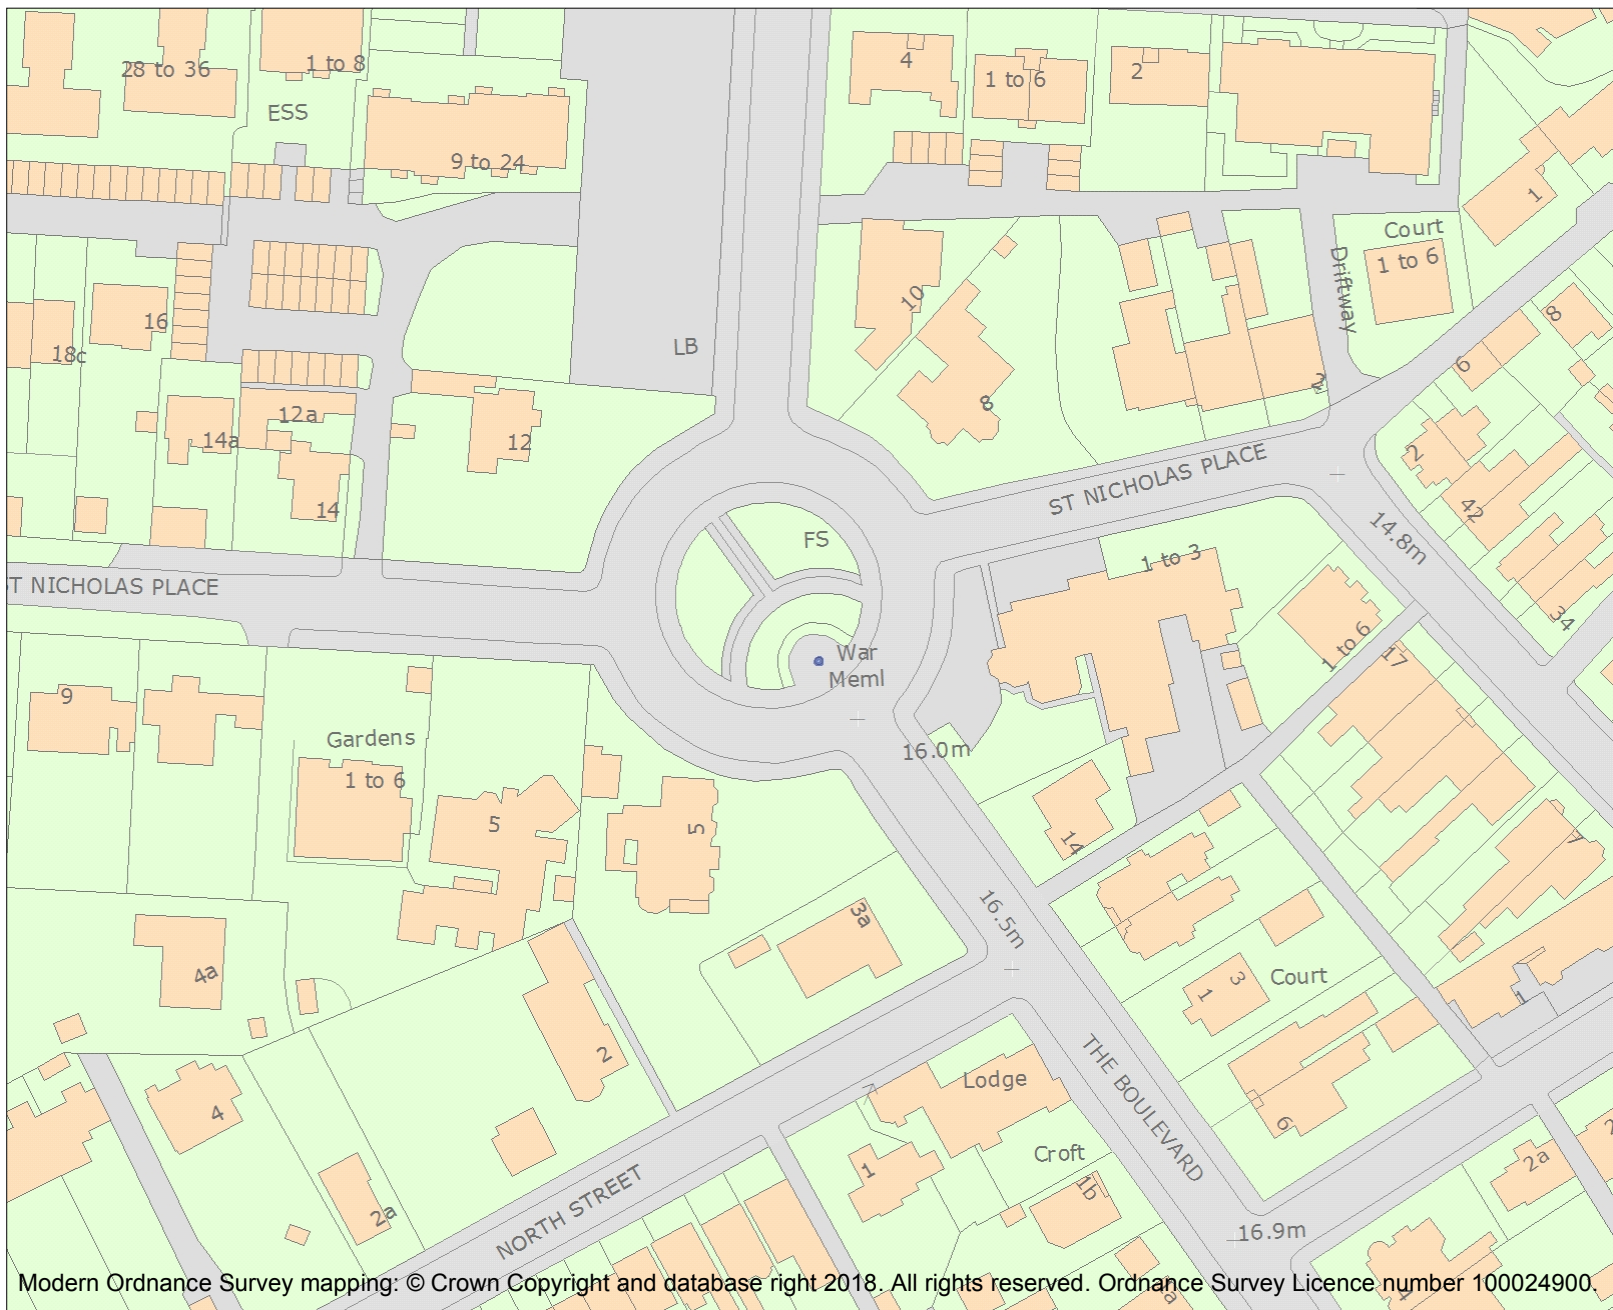 28 to 36
1 to 8
ESS
9 to 24
4
1 to 6
2
1
Court
1 to 6
Driftway
10
16
18c
LB
8
6
8
2
12a
14a
12
14
2
42
ST NICHOLAS PLACE
14.8m
FS
1 to 3
34
ST NICHOLAS PLACE
1 to 6
17
War
Meml
9
Gardens
1 to 6
16.0m
5
5
14
7
3a
16.5m
4a
3
1
Court
1
2
THE BOULEVARD
Lodge
4
6
Croft
1
1b
2a
2a
NORTH STREET
16.9m
Modern Ordnance Survey mapping: © Crown Copyright and database right 2018. All rights reserved. Ordnance Survey Licence number 100024900.